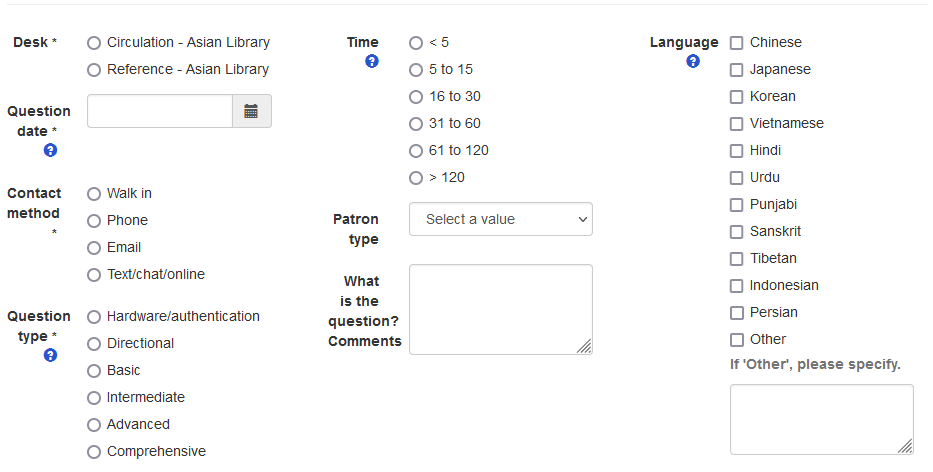 Desk *
Circulation - Asian Library
Reference - Asian Library
Question
date *
?
Contact
method
*
Walk in
Phone
Email
Text/chat/online
Question
type *
?
Hardware/authentication
Directional
Basic
Intermediate
Advanced
Comprehensive
Time
?
< 5
5 to 15
16 to 30
31 to 60
61 to 120
> 120
Patron
type
Select a value
What
is the
question?
Comments
Language
?
Chinese
Japanese
Korean
Vietnamese
Hindi
Urdu
Punjabi
Sanskrit
Tibetan
Indonesian
Persian
Other
If 'Other', please specify.